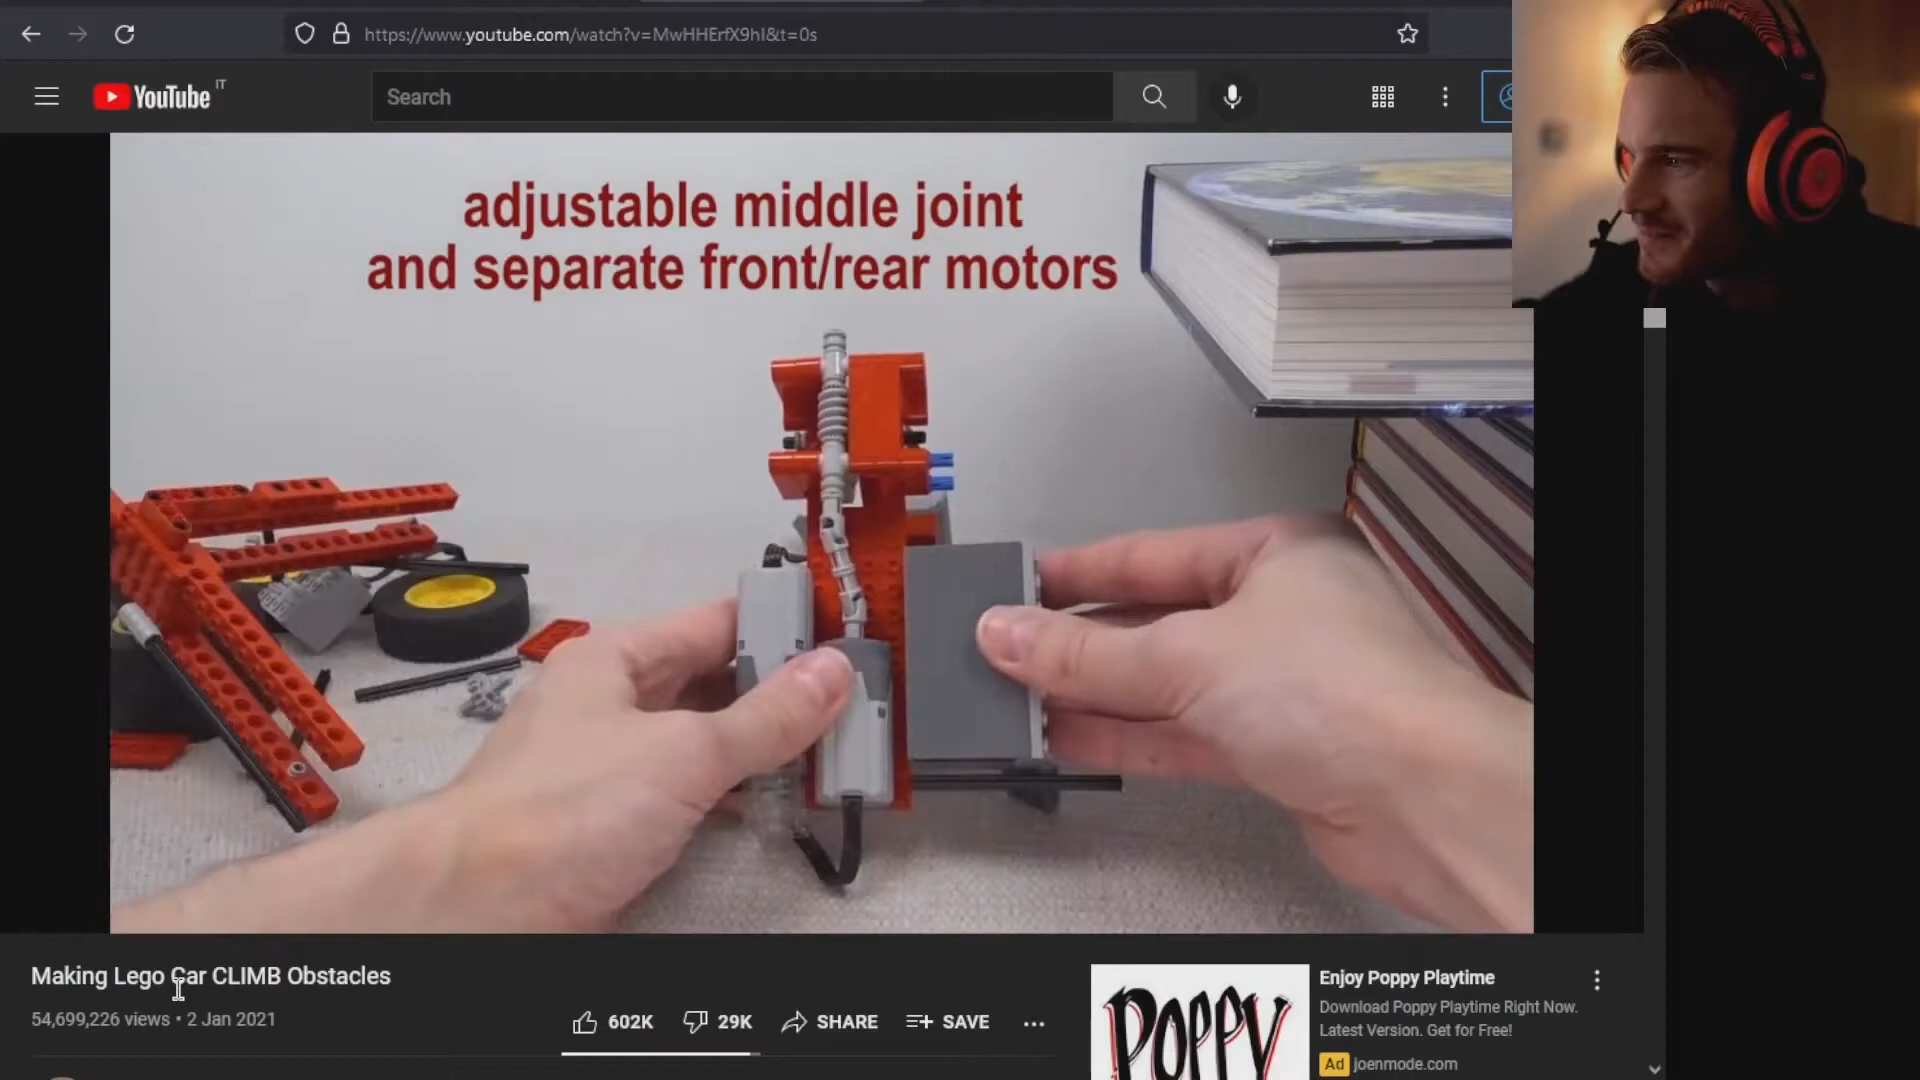 https://www.youtube.com/watch?v=MwHHErfX9hI&t=0s
YouTube IT
Search
adjustable middle joint
and separate front/rear motors
Making Lego Car CLIMB Obstacles
54,699,226 views • 2 Jan 2021
602K
29K
SHARE
SAVE
POPPY
Enjoy Poppy Playtime
Download Poppy Playtime Right Now.
Latest Version. Get for Free!
Ad joenmode.com